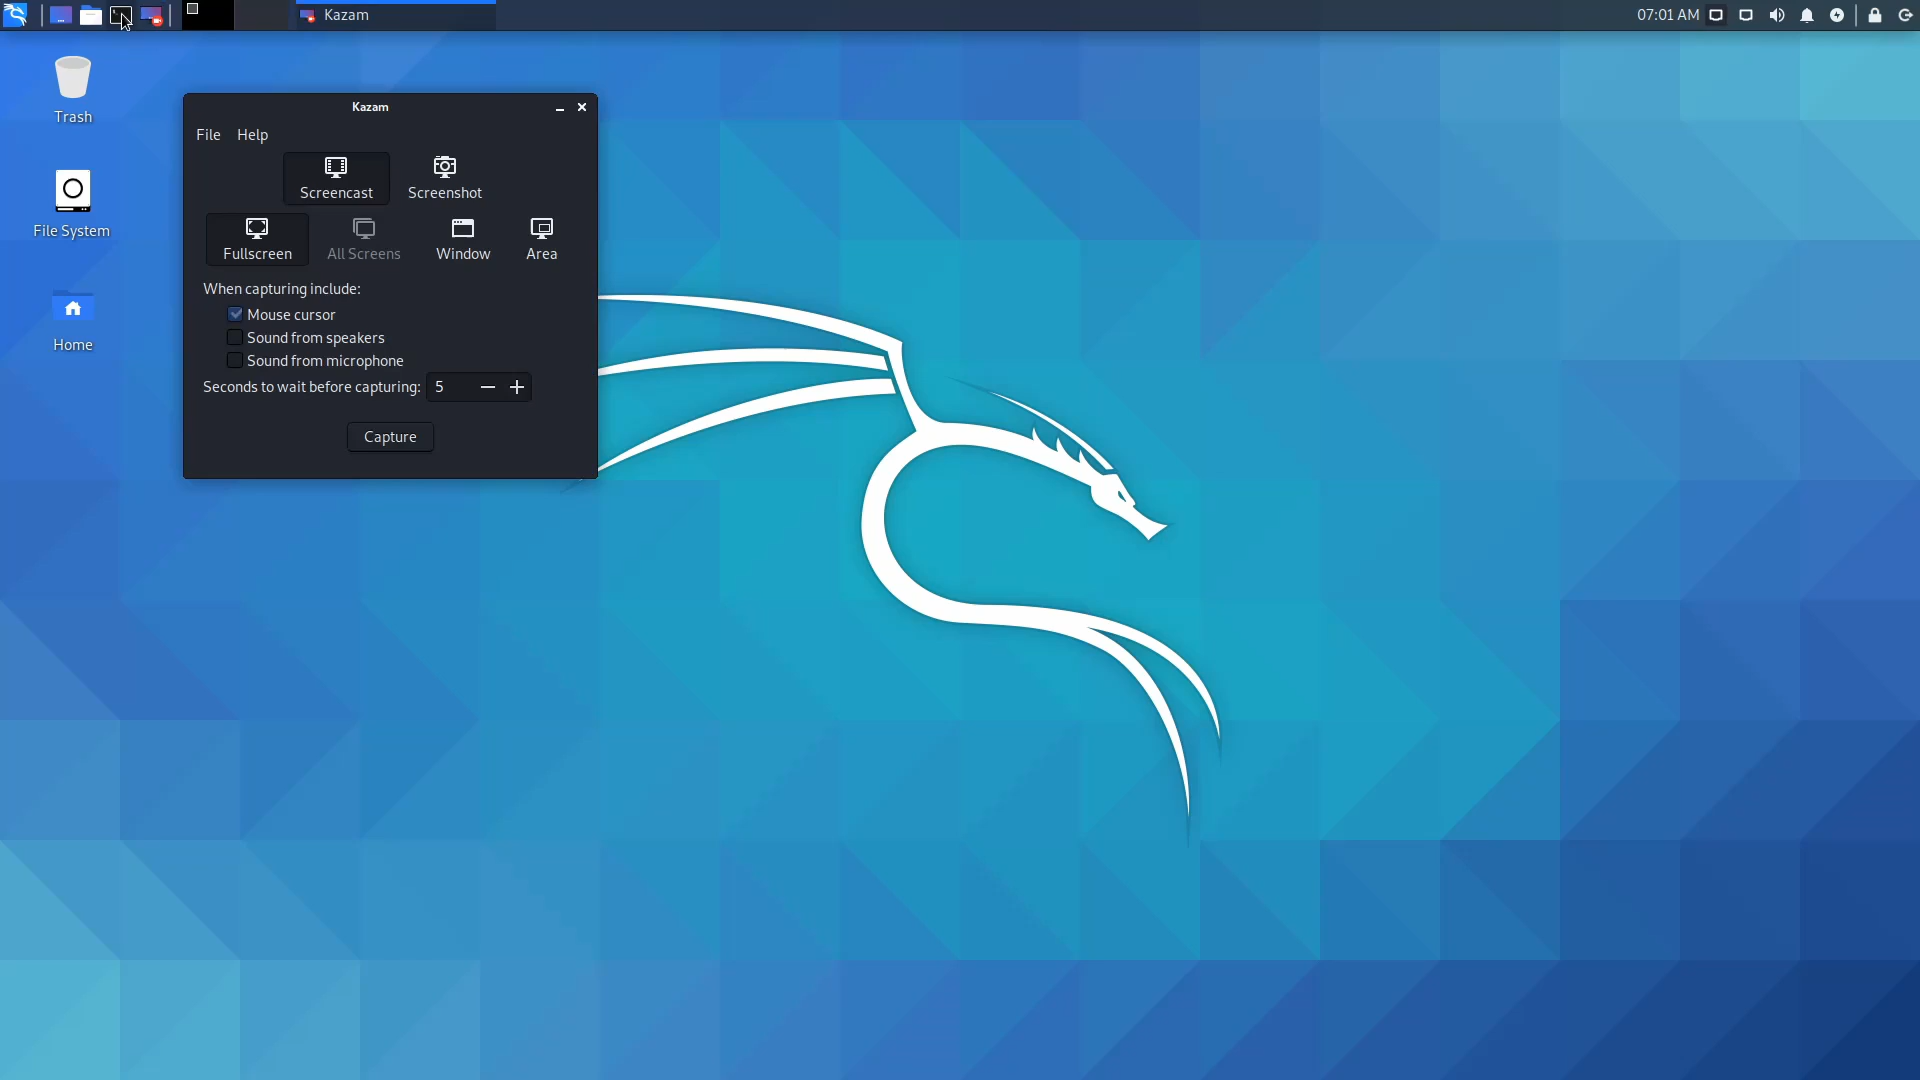 Kazam
07:01 AM
Trash
File System
Home
Kazam
File Help
Screencast Screenshot
Fullscreen All Screens Window Area
When capturing include:
Mouse cursor
Sound from speakers
Sound from microphone
Seconds to wait before capturing: 5
Capture